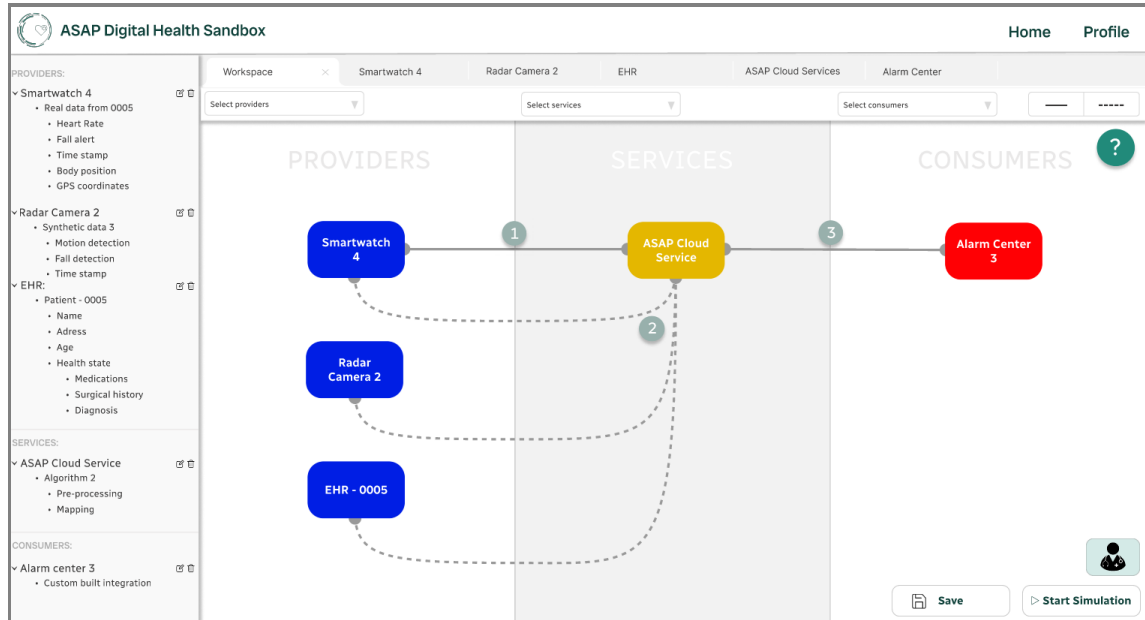 ASAP Digital Health Sandbox
Home
Profile
PROVIDERS:
Smartwatch 4
Real data from 0005
Heart Rate
Fall alert
Time stamp
Body position
GPS coordinates
Radar Camera 2
Synthetic data 3
Motion detection
Fall detection
Time stamp
EHR:
Patient - 0005
Name
Adress
Age
Health state
Medications
Surgical history
Diagnosis
SERVICES:
ASAP Cloud Service
Algorithm 2
Pre-processing
Mapping
CONSUMERS:
Alarm center 3
Custom built integration
Workspace
Smartwatch 4
Radar Camera 2
EHR
ASAP Cloud Services
Alarm Center
Select providers
Select services
Select consumers
PROVIDERS
SERVICES
CONSUMERS
?
Smartwatch
4
1
ASAP Cloud
Service
3
Alarm Center
3
2
Radar
Camera 2
EHR - 0005
Save
Start Simulation